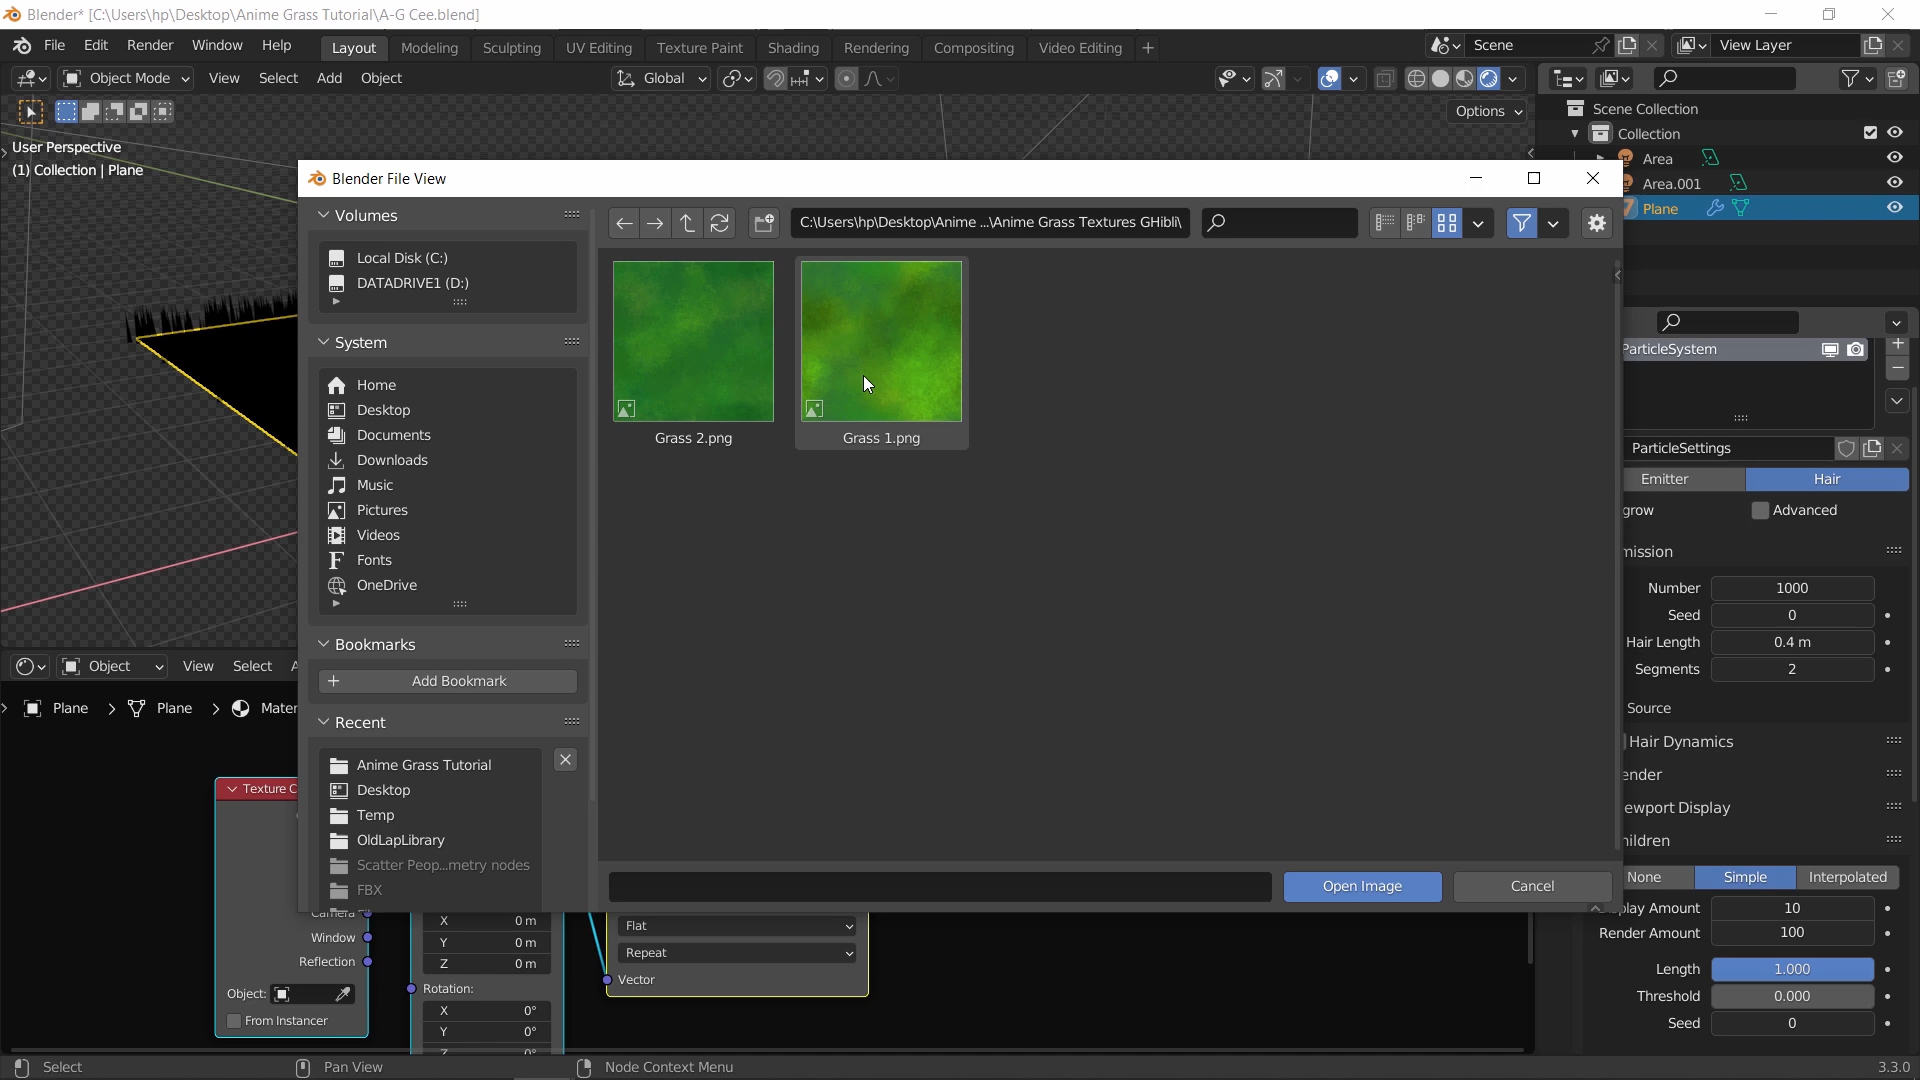 Blender* [C:\Users\hp\Desktop\Anime Grass Tutorial\A-G Cee.blend]
File Edit Render Window Help Layout Modeling Sculpting UV Editing Texture Paint Shading Rendering Compositing Video Editing + Scene View Layer
Object Mode View Select Add Object Global
Options
User Perspective
(1) Collection | Plane
Scene Collection
Collection
Area
Area.001
Plane
Blender File View
Volumes
Local Disk (C:)
DATADRIVE1 (D:)
System
Home
Desktop
Documents
Downloads
Music
Pictures
Videos
Fonts
OneDrive
Bookmarks
Add Bookmark
Recent
Anime Grass Tutorial
Desktop
Temp
OldLapLibrary
Scatter Peop...metry nodes
FBX
C:\Users\hp\Desktop\Anime ...\Anime Grass Textures GHibli\
Grass 2.png
Grass 1.png
Open Image
Cancel
ParticleSystem
ParticleSettings
Emitter Hair
grow Advanced
mission
Number 1000
Seed 0
Hair Length 0.4 m
Segments 2
Source
Hair Dynamics
ender
ewport Display
hildren
None Simple Interpolated
play Amount 10
Render Amount 100
Length 1.000
Threshold 0.000
Seed 0
Object View Select A
Plane Plane Mater
Texture C
Camera
Window
Reflection
Object:
From Instancer
X 0 m
Y 0 m
Z 0 m
Rotation:
X 0°
Y 0°
Z 0°
Flat
Repeat
Vector
Select Pan View Node Context Menu 3.3.0